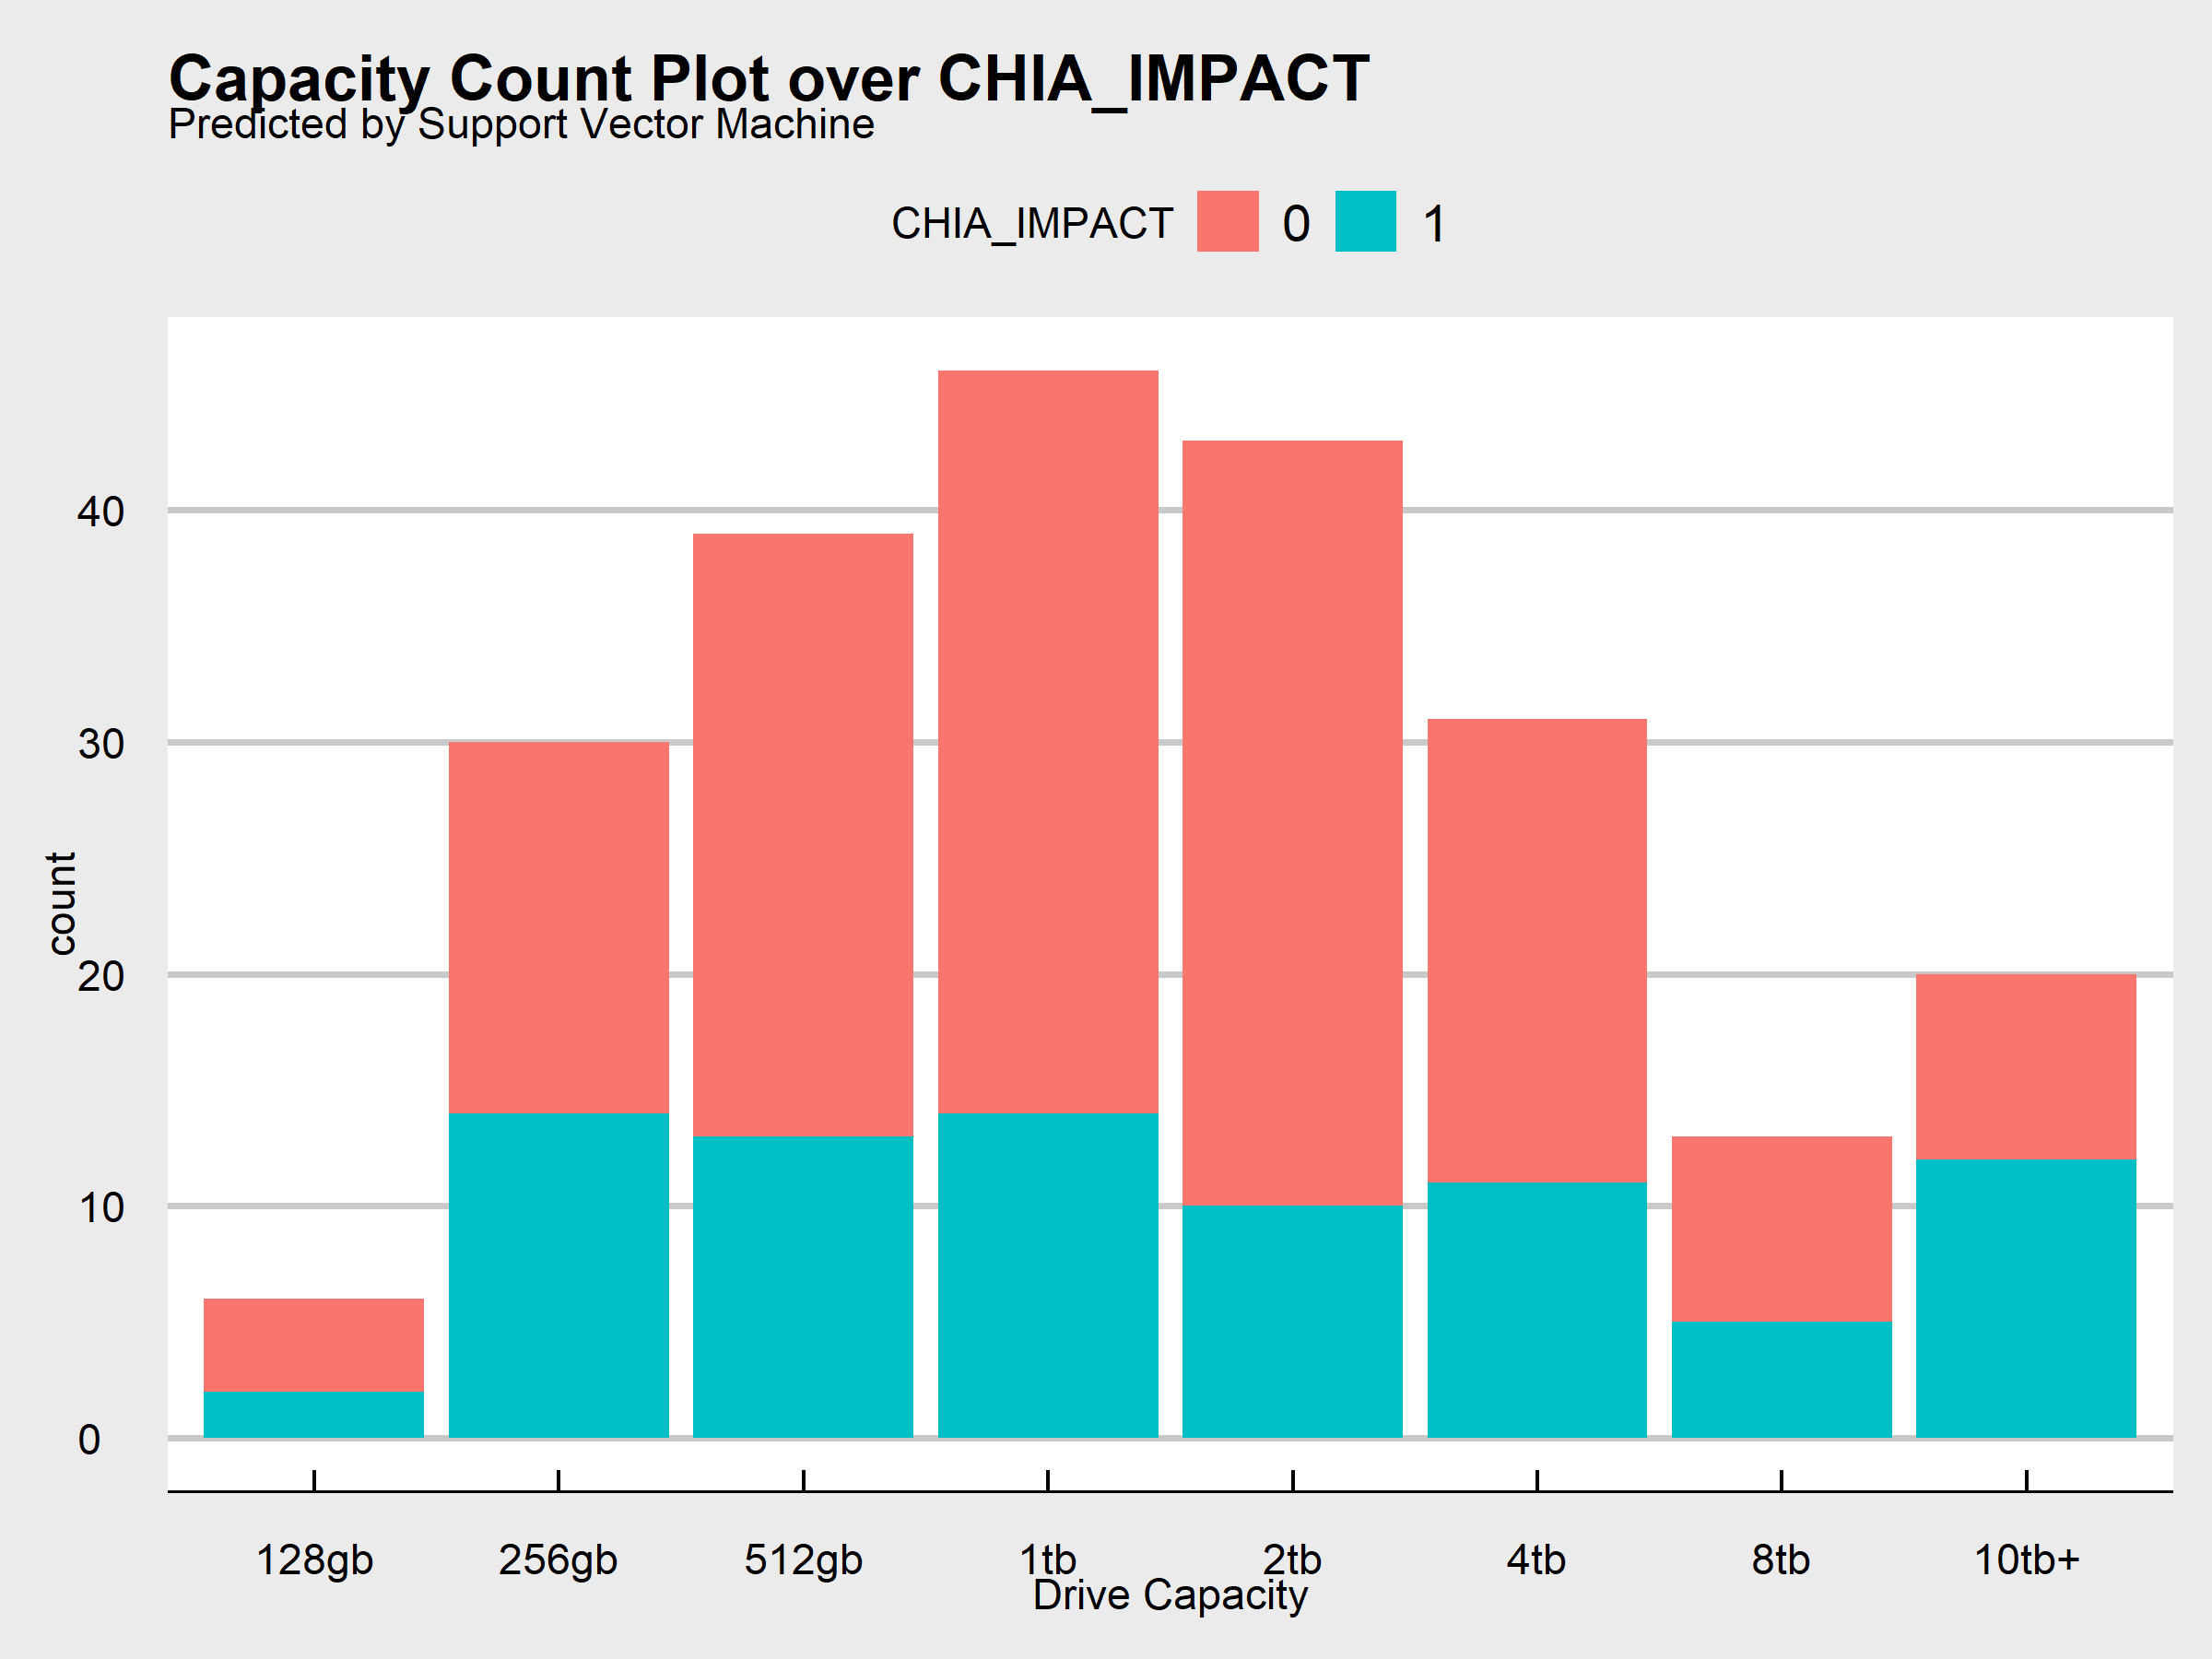 Capacity Count Plot over CHIA_IMPACT
Predicted by Support Vector Machine
CHIA_IMPACT 0 1
count
40
30
20
10
0
128gb 256gb 512gb 1tb 2tb 4tb 8tb 10tb+
Drive Capacity